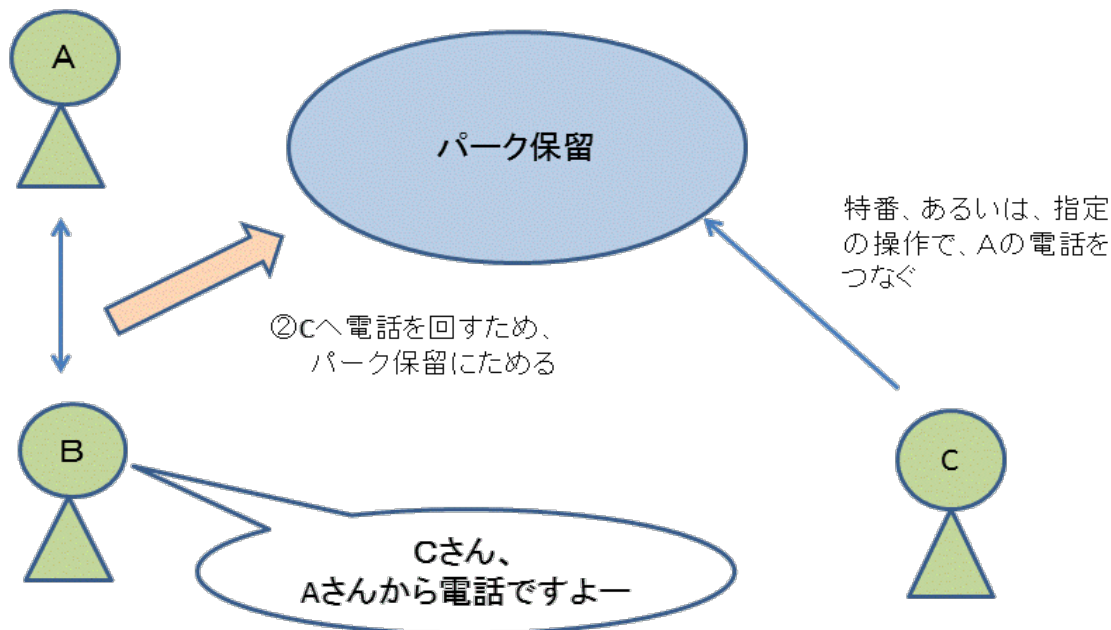 A
パーク保留
特番、あるいは、指定
の操作で、Aの電話を
つなぐ
②Cへ電話を回すため、
パーク保留にためる
B
C
Cさん、
Aさんから電話ですよー